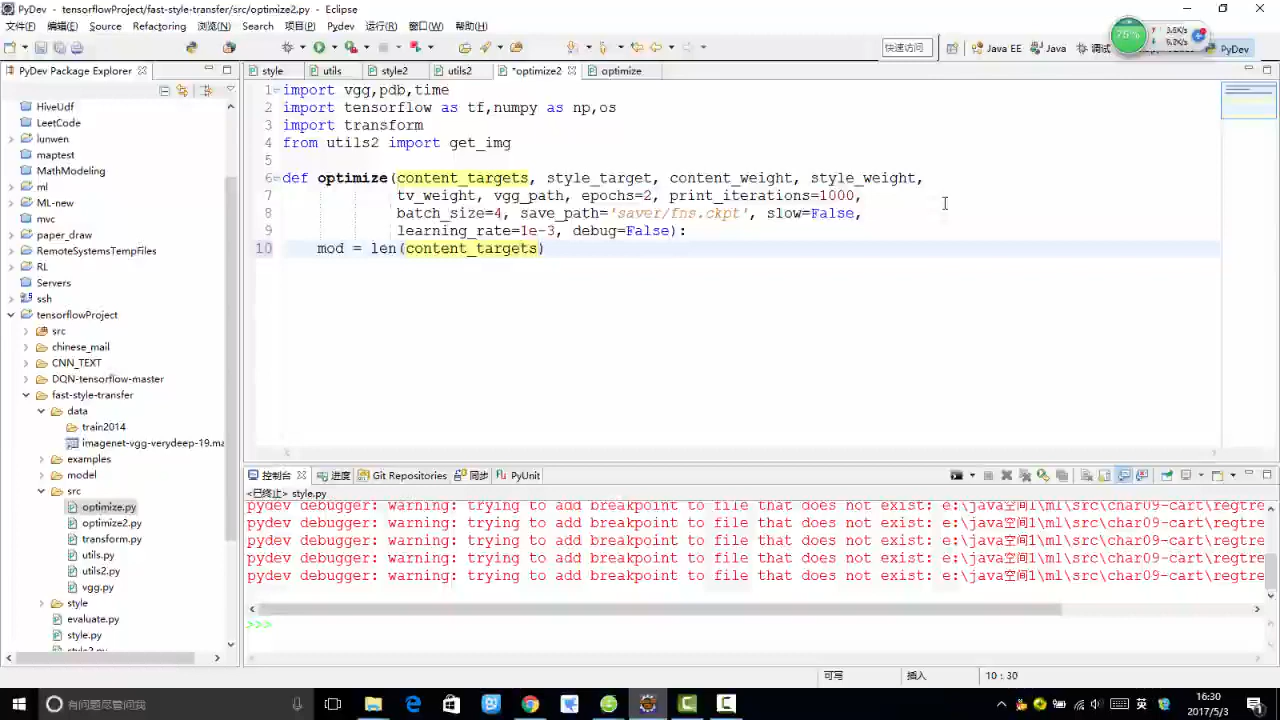 PyDev - tensorflowProject/fast-style-transfer/src/optimize2.py - Eclipse
文件(F) 编辑(E) Source Refactoring 浏览(N) Search 项目(P) Pydev 运行(R) 窗口(W) 帮助(H)
75%
快速访问
Java EE
Java
调试
PyDev
PyDev Package Explorer
HiveUdf
LeetCode
lunwen
maptest
MathModeling
ml
ML-new
mvc
paper_draw
RemoteSystemsTempFiles
RL
Servers
ssh
tensorflowProject
src
chinese_mail
CNN_TEXT
DQN-tensorflow-master
fast-style-transfer
data
train2014
imagenet-vgg-verydeep-19.ma
examples
model
src
optimize.py
optimize2.py
transform.py
utils.py
utils2.py
vgg.py
style
evaluate.py
style.py
style utils style2 utils2 *optimize2 optimize
1 import vgg,pdb,time
2 import tensorflow as tf,numpy as np,os
3 import transform
4 from utils2 import get_img
5
6 def optimize(content_targets, style_target, content_weight, style_weight,
7 tv_weight, vgg_path, epochs=2, print_iterations=1000,
8 batch_size=4, save_path='saver/fns.ckpt', slow=False,
9 learning_rate=1e-3, debug=False):
10 mod = len(content_targets)
控制台 进度 Git Repositories 同步 PyUnit
<已终止> style.py
pydev debugger: warning: trying to add breakpoint to file that does not exist: e:\java空间1\ml\src\char09-cart\regtre
pydev debugger: warning: trying to add breakpoint to file that does not exist: e:\java空间1\ml\src\char09-cart\regtre
pydev debugger: warning: trying to add breakpoint to file that does not exist: e:\java空间1\ml\src\char09-cart\regtre
pydev debugger: warning: trying to add breakpoint to file that does not exist: e:\java空间1\ml\src\char09-cart\regtre
pydev debugger: warning: trying to add breakpoint to file that does not exist: e:\java空间1\ml\src\char09-cart\regtre
>>>
可写 插入 10 : 30
有问题尽管问我
英
16:30
2017/5/3